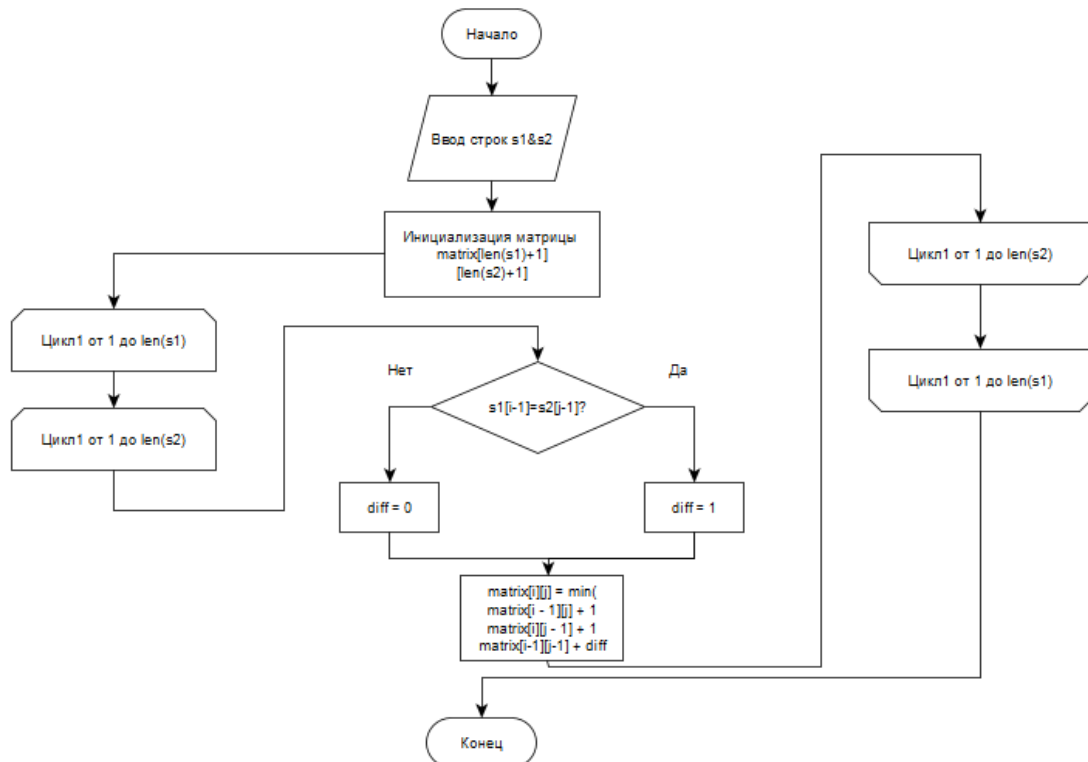 Начало
Ввод строк s1&s2
Инициализация матрицы
matrix[len(s1)+1]
[len(s2)+1]
Цикл1 от 1 до len(s1)
Цикл1 от 1 до len(s2)
Нет
Да
s1[i-1]=s2[j-1]?
diff = 0
diff = 1
matrix[i][j] = min(
matrix[i - 1][j] + 1
matrix[i][j - 1] + 1
matrix[i-1][j-1] + diff
Цикл1 от 1 до len(s2)
Цикл1 от 1 до len(s1)
Конец